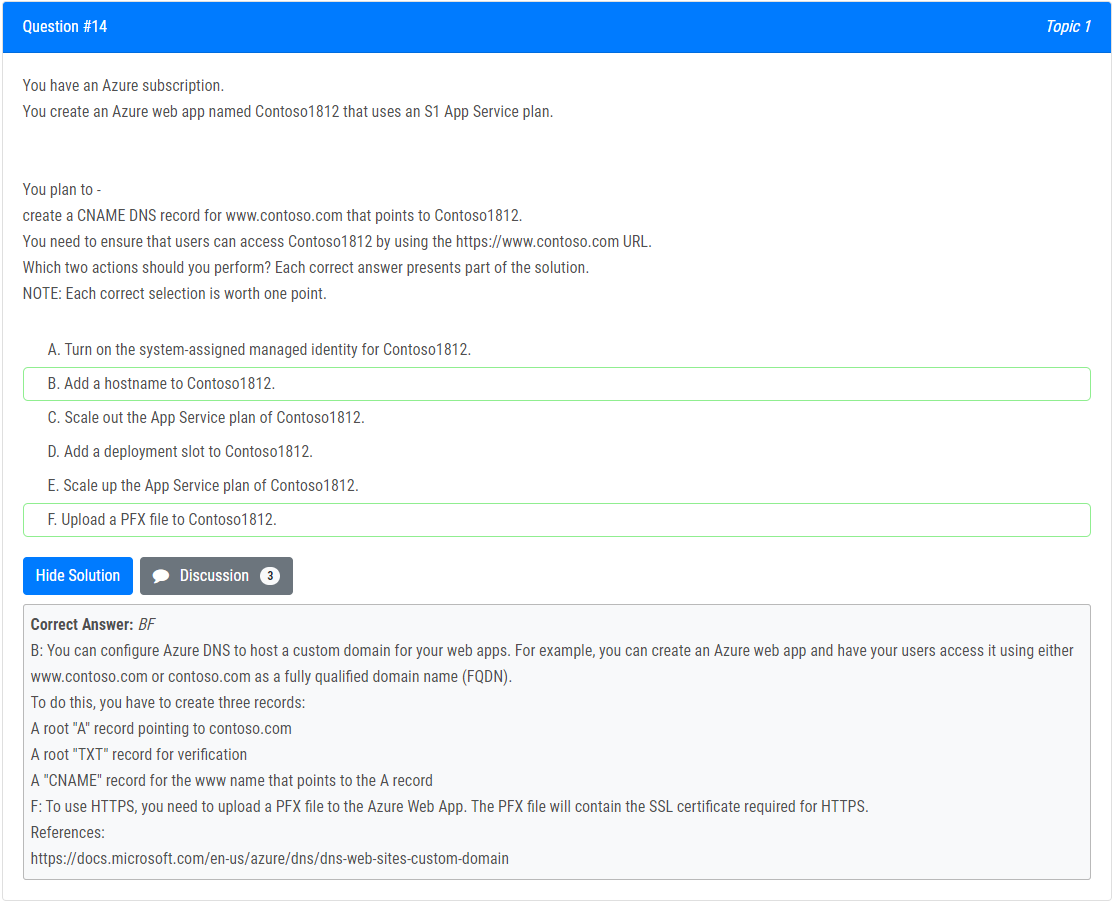 Question #14
Topic 1
You have an Azure subscription.
You create an Azure web app named Contoso1812 that uses an S1 App Service plan.
You plan to -
create a CNAME DNS record for www.contoso.com that points to Contoso1812.
You need to ensure that users can access Contoso1812 by using the https://www.contoso.com URL.
Which two actions should you perform? Each correct answer presents part of the solution.
NOTE: Each correct selection is worth one point.
A. Turn on the system-assigned managed identity for Contoso1812.
B. Add a hostname to Contoso1812.
C. Scale out the App Service plan of Contoso1812.
D. Add a deployment slot to Contoso1812.
E. Scale up the App Service plan of Contoso1812.
F. Upload a PFX file to Contoso1812.
Hide Solution
Discussion 3
Correct Answer: BF
B: You can configure Azure DNS to host a custom domain for your web apps. For example, you can create an Azure web app and have your users access it using either
www.contoso.com or contoso.com as a fully qualified domain name (FQDN).
To do this, you have to create three records:
A root "A" record pointing to contoso.com
A root "TXT" record for verification
A "CNAME" record for the www name that points to the A record
F: To use HTTPS, you need to upload a PFX file to the Azure Web App. The PFX file will contain the SSL certificate required for HTTPS.
References:
https://docs.microsoft.com/en-us/azure/dns/dns-web-sites-custom-domain